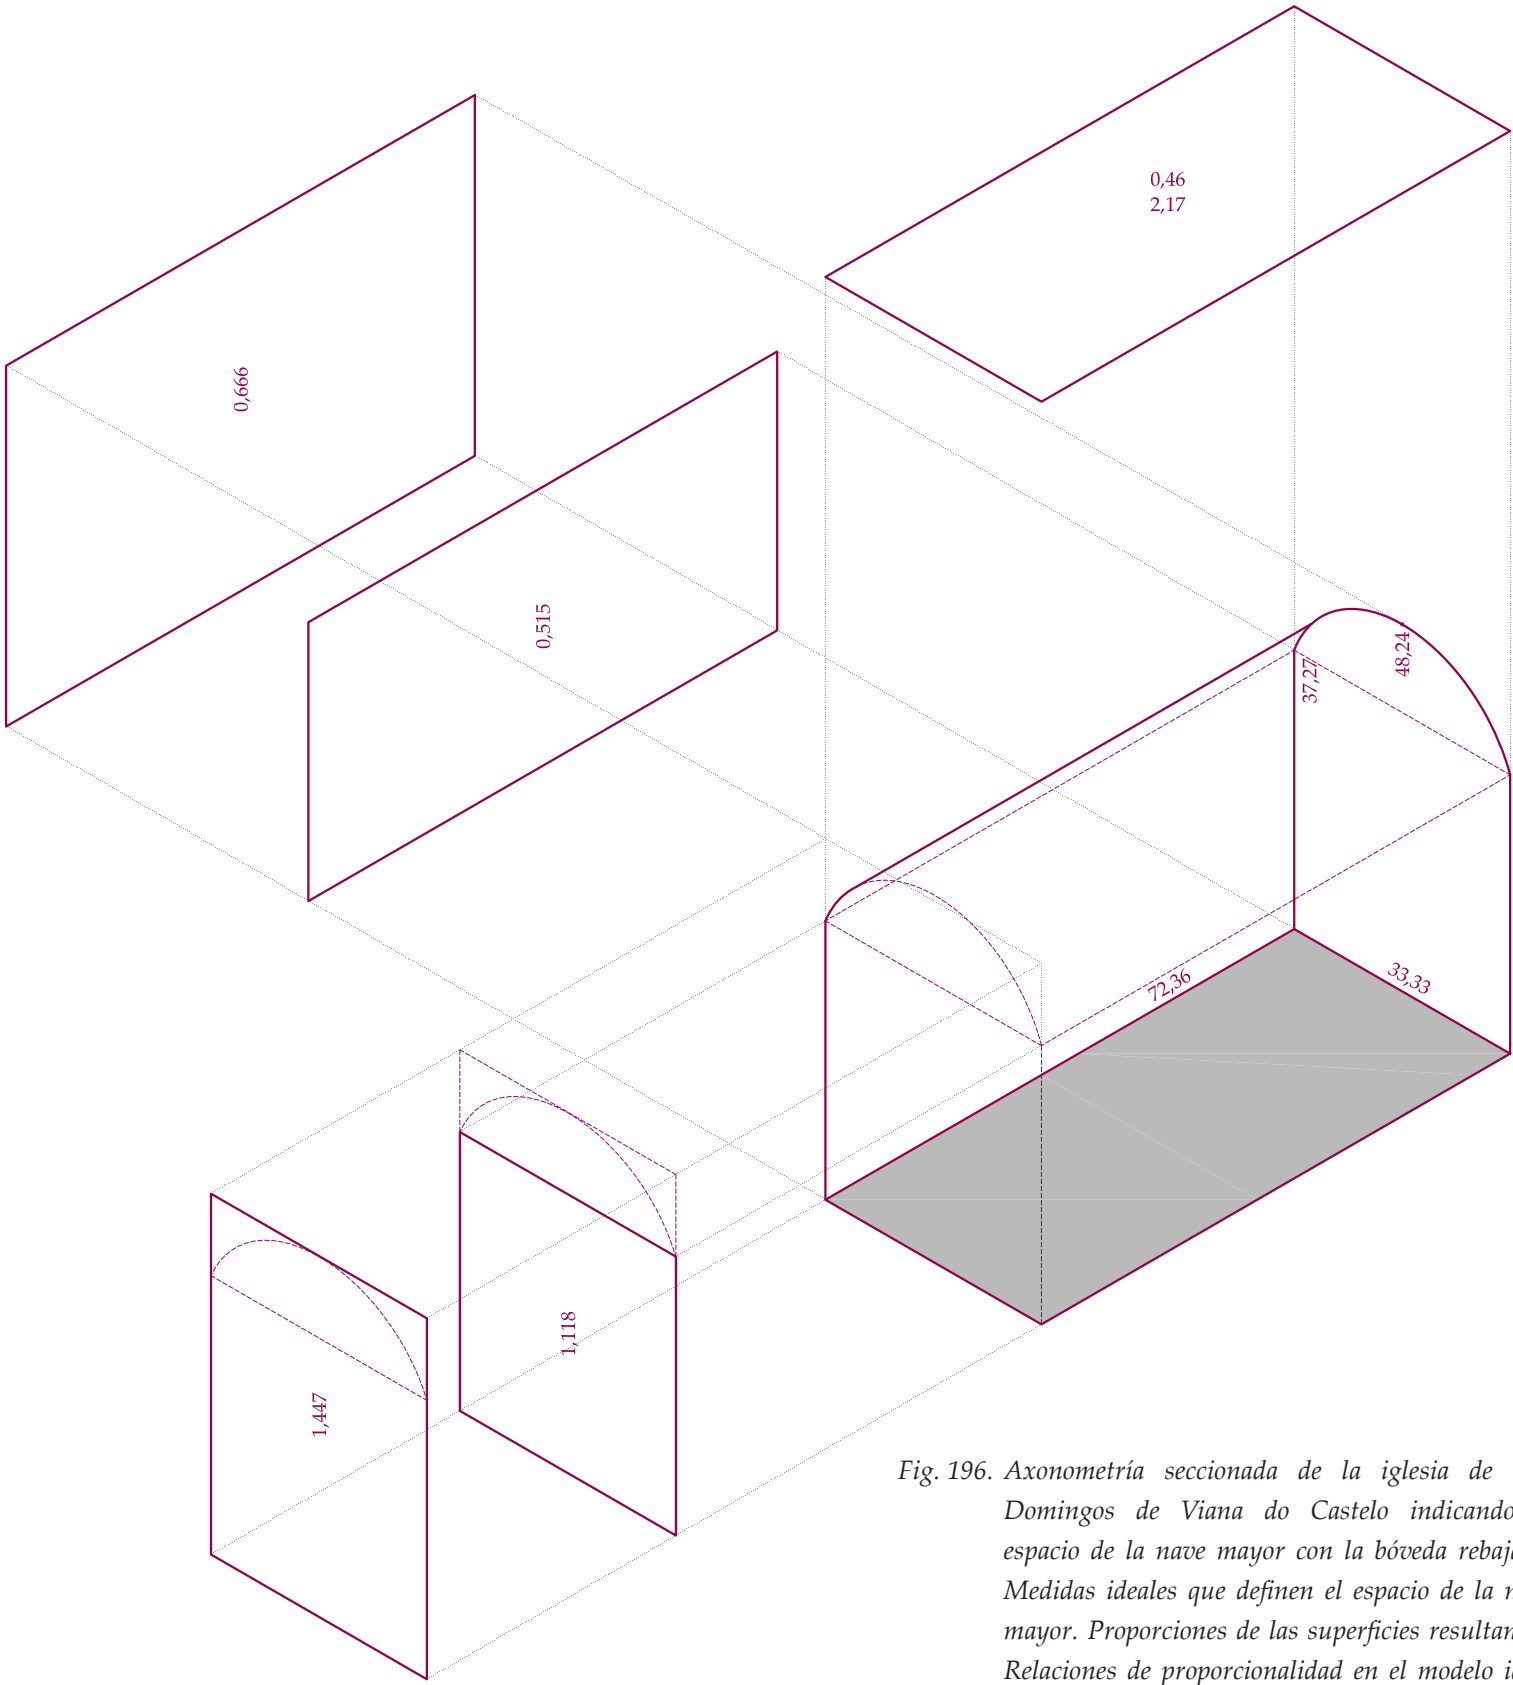 0,46
2,17
0,666
0,515
48,24
37,27
72,36
33,33
1,118
1,447
Fig. 196. Axonometría seccionada de la iglesia de
Domingos de Viana do Castelo indicando
espacio de la nave mayor con la bóveda
Medidas ideales que definen el espacio de la
mayor. Proporciones de las superficies
Relaciones de proporcionalidad en el modelo